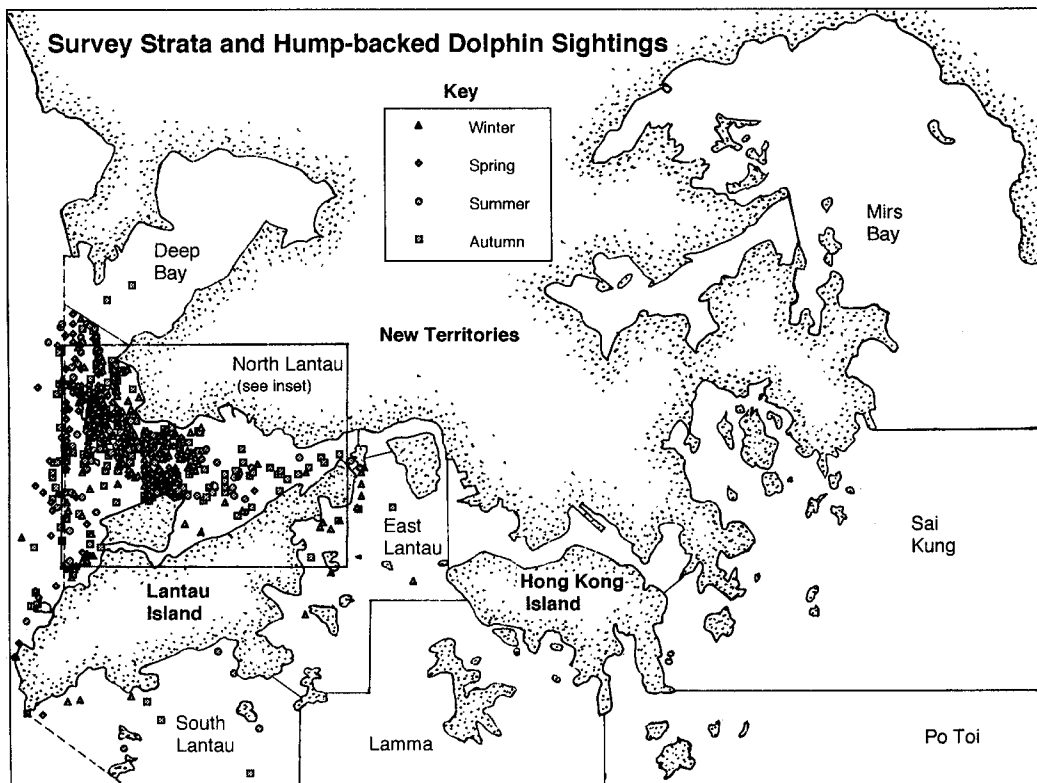 Survey Strata and Hump-backed Dolphin Sightings
Key
Winter
Spring
Summer
Autumn
Mirs
Bay
Deep
Bay
New Territories
North Lantau
(see inset)
East
Lantau
Sai
Kung
Hong Kong
Island
Lantau
Island
South
Lantau
Lamma
Po Toi